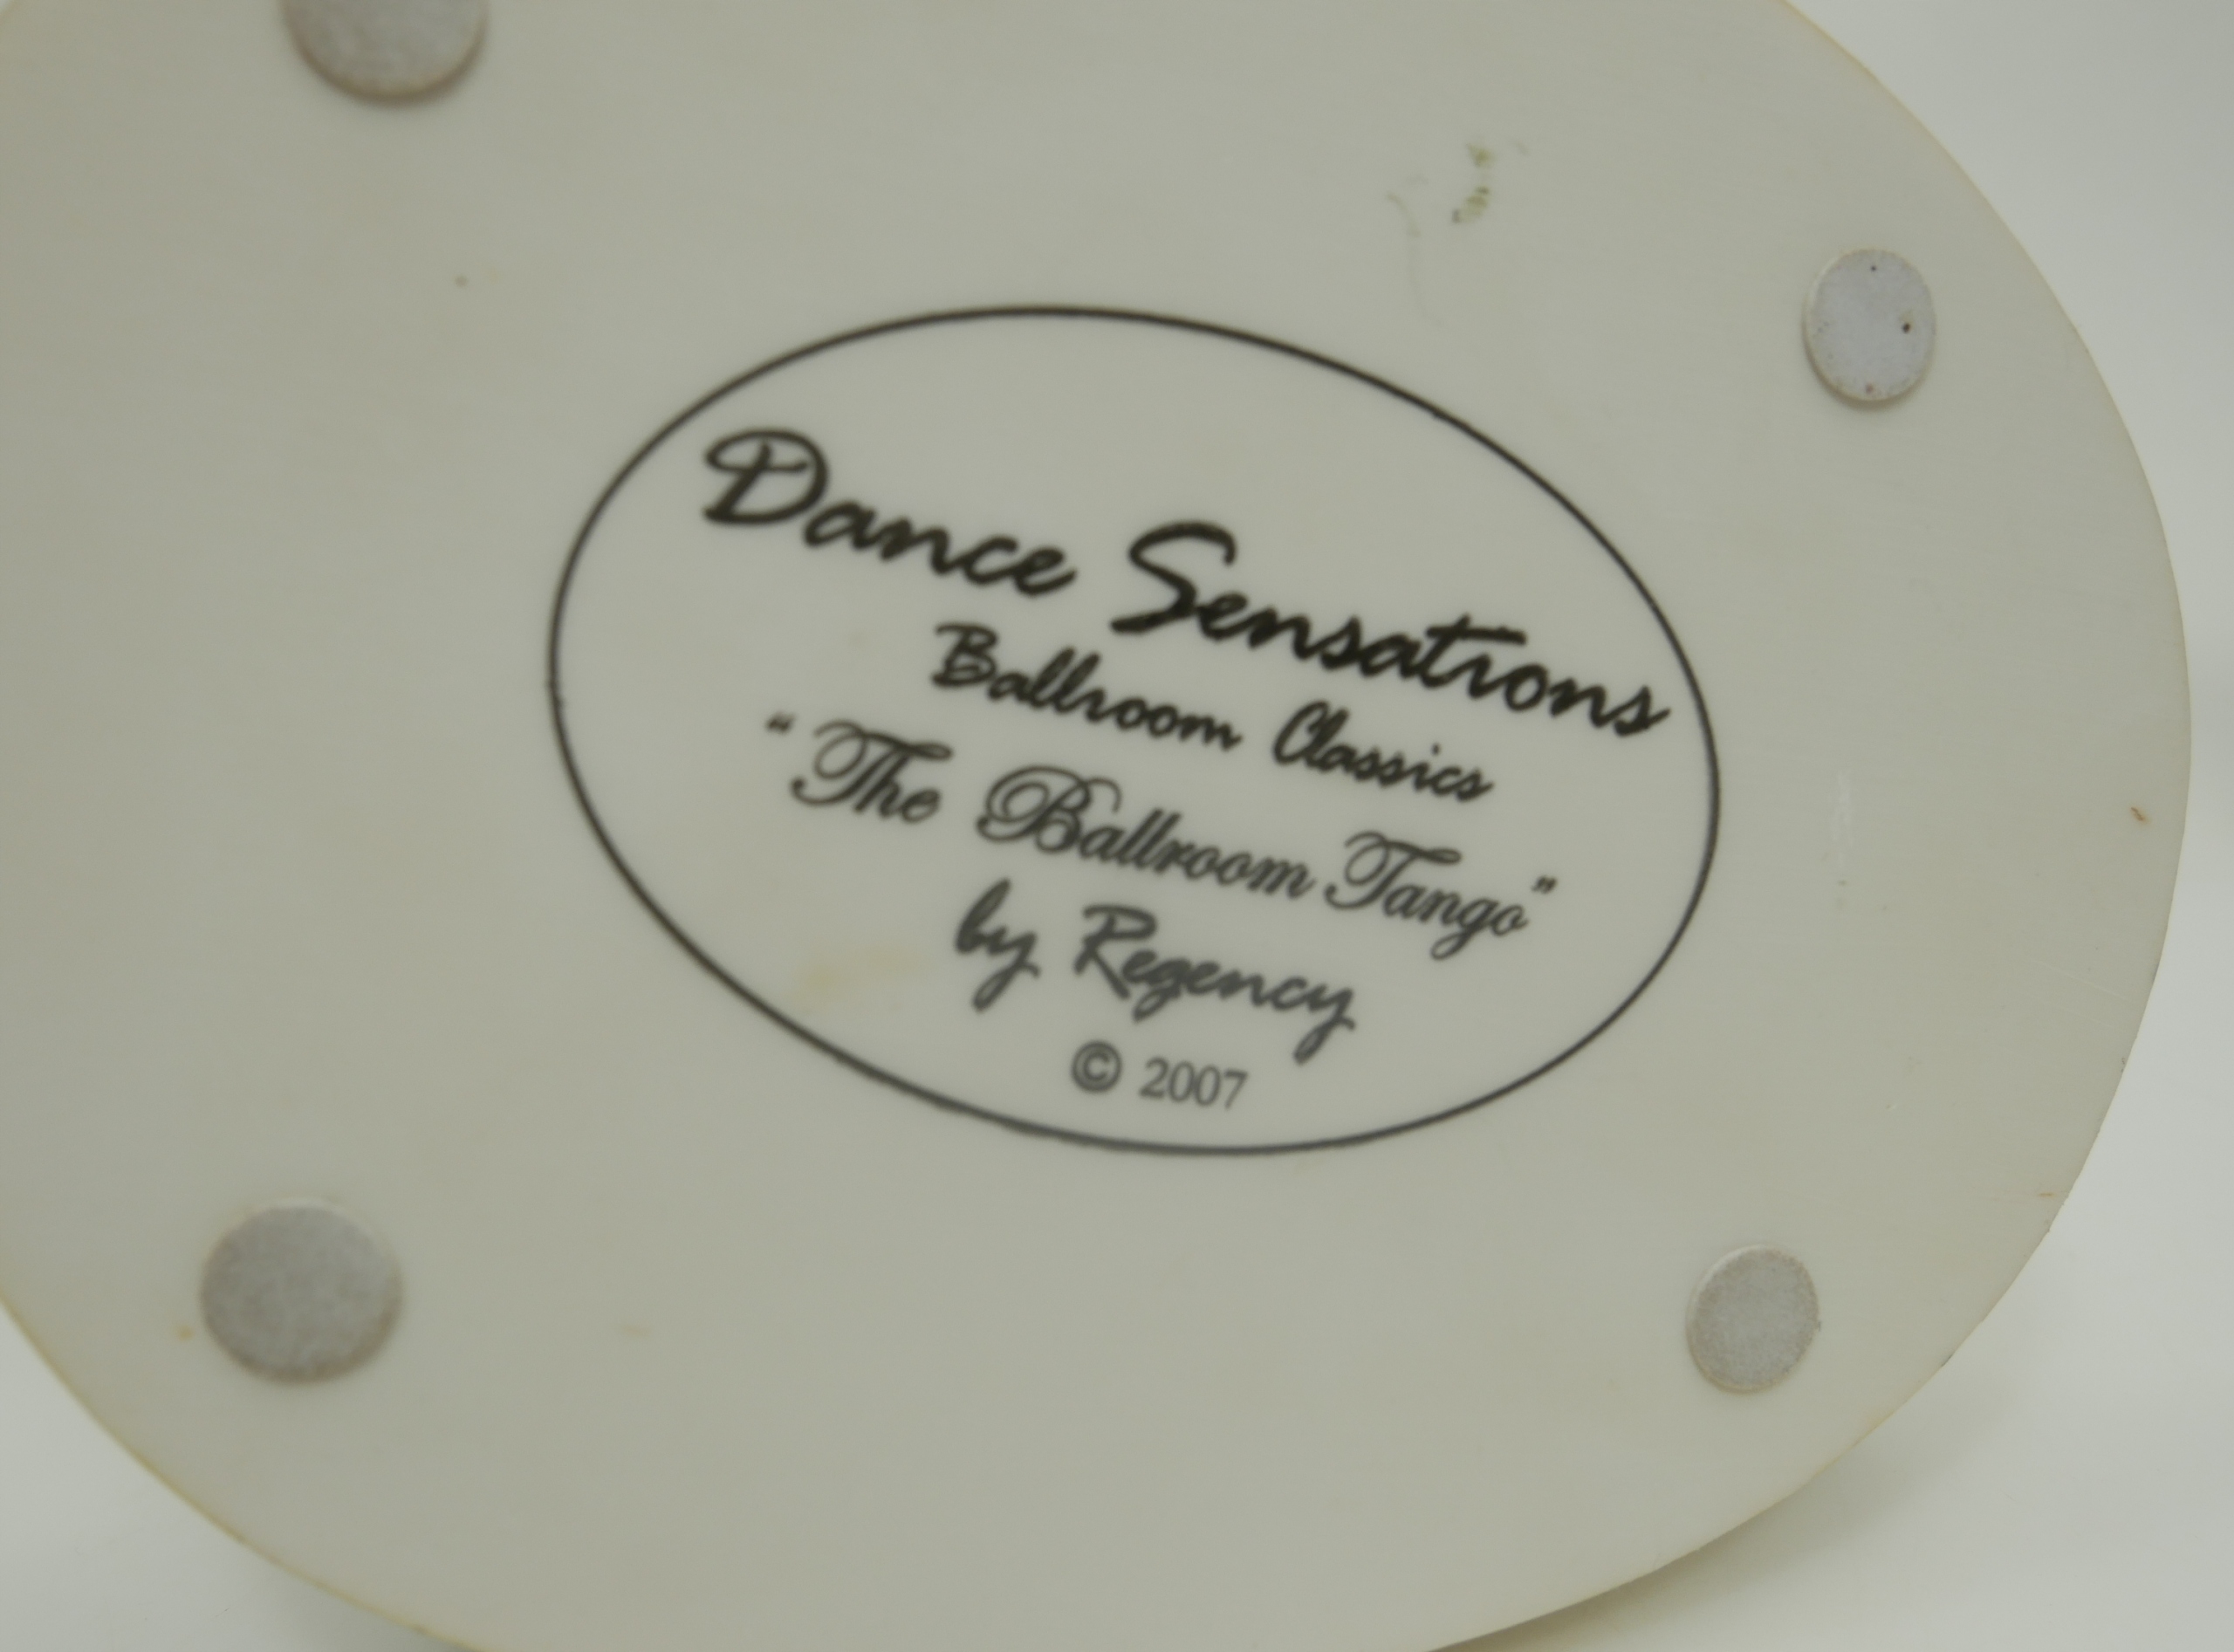 Dance Sensations
Ballroom Classics
“The Ballroom Tango”
by Regency
© 2007